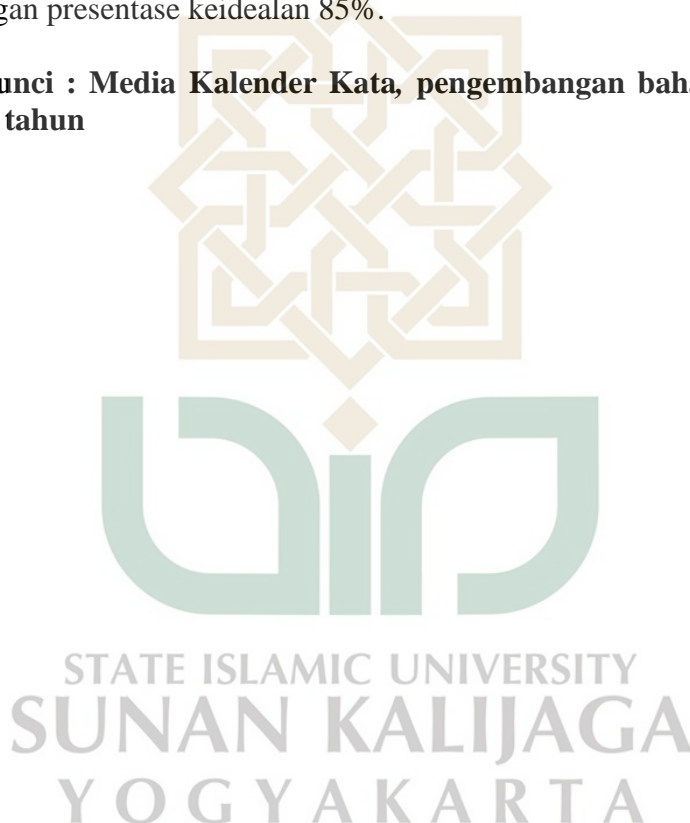 gan presentase keidealan 85%.
unci : Media Kalender Kata, pengembangan bah
tahun
STATE ISLAMIC UNIVERSITY
SUNAN KALIJAGA
YOGYAKARTA